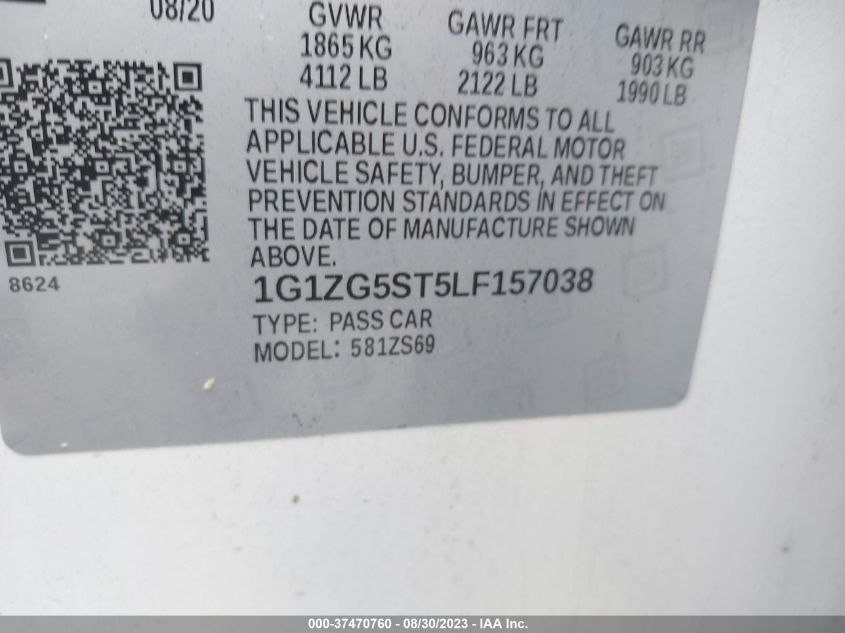 08/20 GVWR GAWR FRT GAWR RR
1865 KG 963 KG 903 KG
4112 LB 2122 LB 1990 LB
THIS VEHICLE CONFORMS TO ALL
APPLICABLE U.S. FEDERAL MOTOR
VEHICLE SAFETY, BUMPER, AND THEFT
PREVENTION STANDARDS IN EFFECT ON
THE DATE OF MANUFACTURE SHOWN
ABOVE.
8624
1G1ZG5ST5LF157038
TYPE: PASS CAR
MODEL: 581ZS69
000-37470760 - 08/30/2023 - IAA Inc.